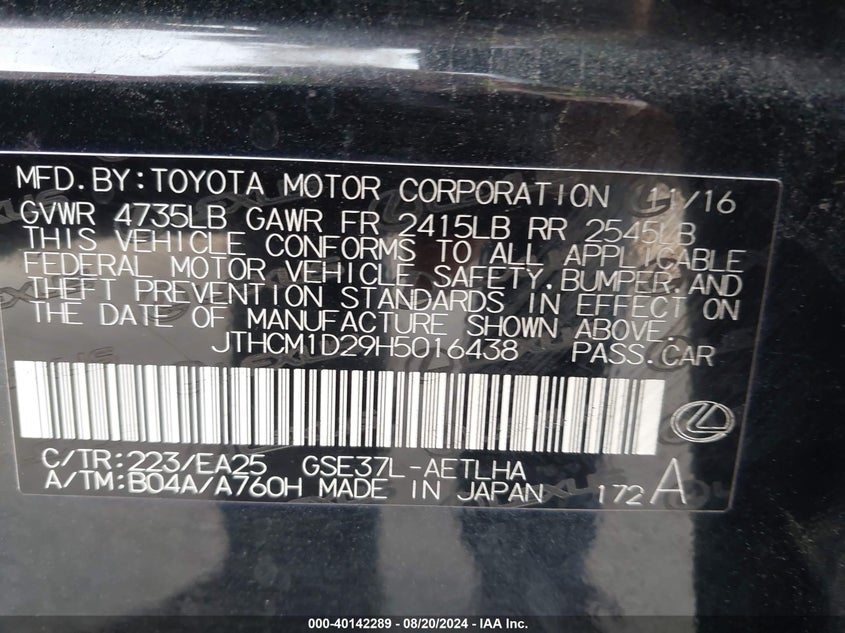 MFD.BY:TOYOTA MOTOR CORPORATION 11/16
GVWR 4735LB GAWR FR 2415LB RR 2545LB
THIS VEHICLE CONFORMS TO ALL APPLICABLE
FEDERAL MOTOR VEHICLE SAFETY,BUMPER,AND
THEFT PREVENTION STANDARDS IN EFFECT ON
THE DATE OF MANUFACTURE SHOWN ABOVE.
JTHCM1D29H5016438 PASS.CAR
C/TR:223/EA25 GSE37L-AETLHA
A/TM:B04A/A760H MADE IN JAPAN 172 A
000-40142289 - 08/20/2024 - IAA Inc.